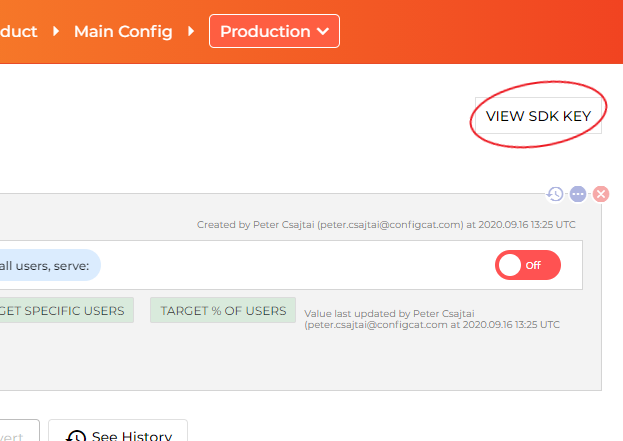 duct Main Config Production
VIEW SDK KEY
Created by Peter Csajtai (peter.csajtai@configcat.com) at 2020.09.16 13:25 UTC
all users, serve:
Off
GET SPECIFIC USERS
TARGET % OF USERS
Value last updated by Peter Csajtai
(peter.csajtai@configcat.com at 2020.09.16 13:25 UTC
vert
See History